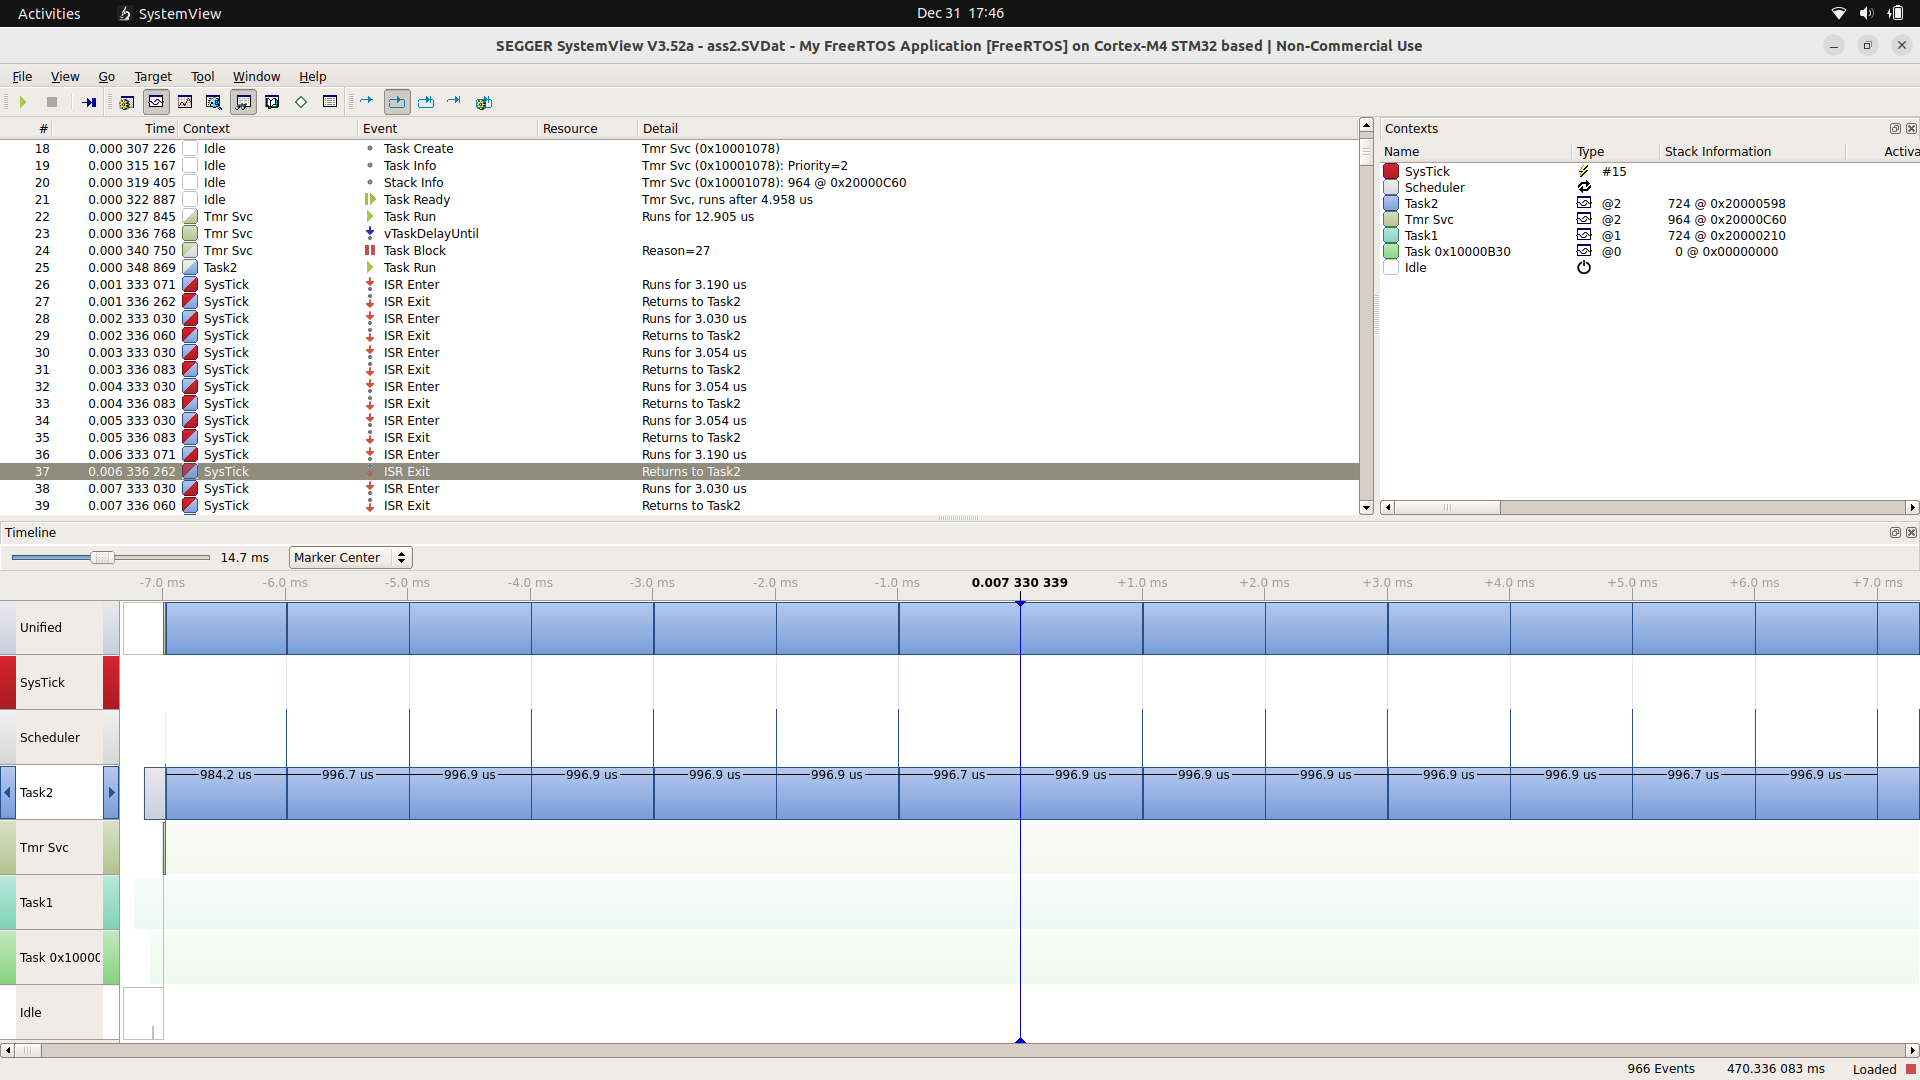 Activities SystemView Dec 31 17:46
SEGGER SystemView V3.52a - ass2.SVDat - My FreeRTOS Application [FreeRTOS] on Cortex-M4 STM32 based | Non-Commercial Use
File View Go Target Tool Window Help
# Time Context Event Resource Detail
18 0.000 307 226 Idle Task Create Tmr Svc (0x10001078)
19 0.000 315 167 Idle Task Info Tmr Svc (0x10001078): Priority=2
20 0.000 319 405 Idle Stack Info Tmr Svc (0x10001078): 964 @ 0x20000C60
21 0.000 322 887 Idle Task Ready Tmr Svc, runs after 4.958 us
22 0.000 327 845 Tmr Svc Task Run Runs for 12.905 us
23 0.000 336 768 Tmr Svc vTaskDelayUntil
24 0.000 340 750 Tmr Svc Task Block Reason=27
25 0.000 348 869 Task2 Task Run
26 0.001 333 071 SysTick ISR Enter Runs for 3.190 us
27 0.001 336 262 SysTick ISR Exit Returns to Task2
28 0.002 333 030 SysTick ISR Enter Runs for 3.030 us
29 0.002 336 060 SysTick ISR Exit Returns to Task2
30 0.003 333 030 SysTick ISR Enter Runs for 3.054 us
31 0.003 336 083 SysTick ISR Exit Returns to Task2
32 0.004 333 030 SysTick ISR Enter Runs for 3.054 us
33 0.004 336 083 SysTick ISR Exit Returns to Task2
34 0.005 333 030 SysTick ISR Enter Runs for 3.054 us
35 0.005 336 083 SysTick ISR Exit Returns to Task2
36 0.006 333 071 SysTick ISR Enter Runs for 3.190 us
37 0.006 336 262 SysTick ISR Exit Returns to Task2
38 0.007 333 030 SysTick ISR Enter Runs for 3.030 us
39 0.007 336 060 SysTick ISR Exit Returns to Task2
Contexts
Name Type Stack Information Activa
SysTick #15
Scheduler
Task2 @2 724 @ 0x20000598
Tmr Svc @2 964 @ 0x20000C60
Task1 @1 724 @ 0x20000210
Task 0x10000B30 @0 0 @ 0x00000000
Idle
Timeline
14.7 ms Marker Center
-7.0 ms -6.0 ms -5.0 ms -4.0 ms -3.0 ms -2.0 ms -1.0 ms 0.007 330 339 +1.0 ms +2.0 ms +3.0 ms +4.0 ms +5.0 ms +6.0 ms +7.0 ms
Unified
SysTick
Scheduler
Task2 984.2 us 996.7 us 996.9 us 996.9 us 996.9 us 996.9 us 996.7 us 996.9 us 996.9 us 996.9 us 996.9 us 996.9 us 996.7 us 996.9 us
Tmr Svc
Task1
Task 0x1000
Idle
966 Events 470.336 083 ms Loaded